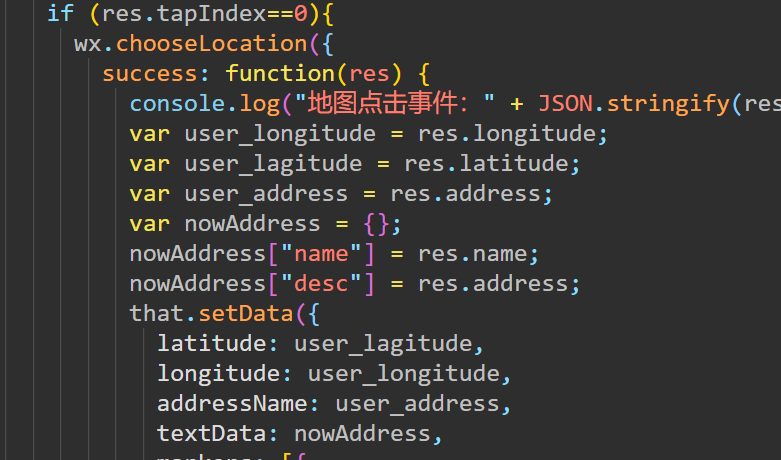 if (res.tapIndex==0){
wx.chooseLocation({
success: function(res) {
console.log("地图点击事件：" + JSON.stringify(res
var user_longitude = res.longitude;
var user_lagitude = res.latitude;
var user_address = res.address;
var nowAddress = {};
nowAddress["name"] = res.name;
nowAddress["desc"] = res.address;
that.setData({
latitude: user_lagitude,
longitude: user_longitude,
addressName: user_address,
textData: nowAddress,
markers: [{